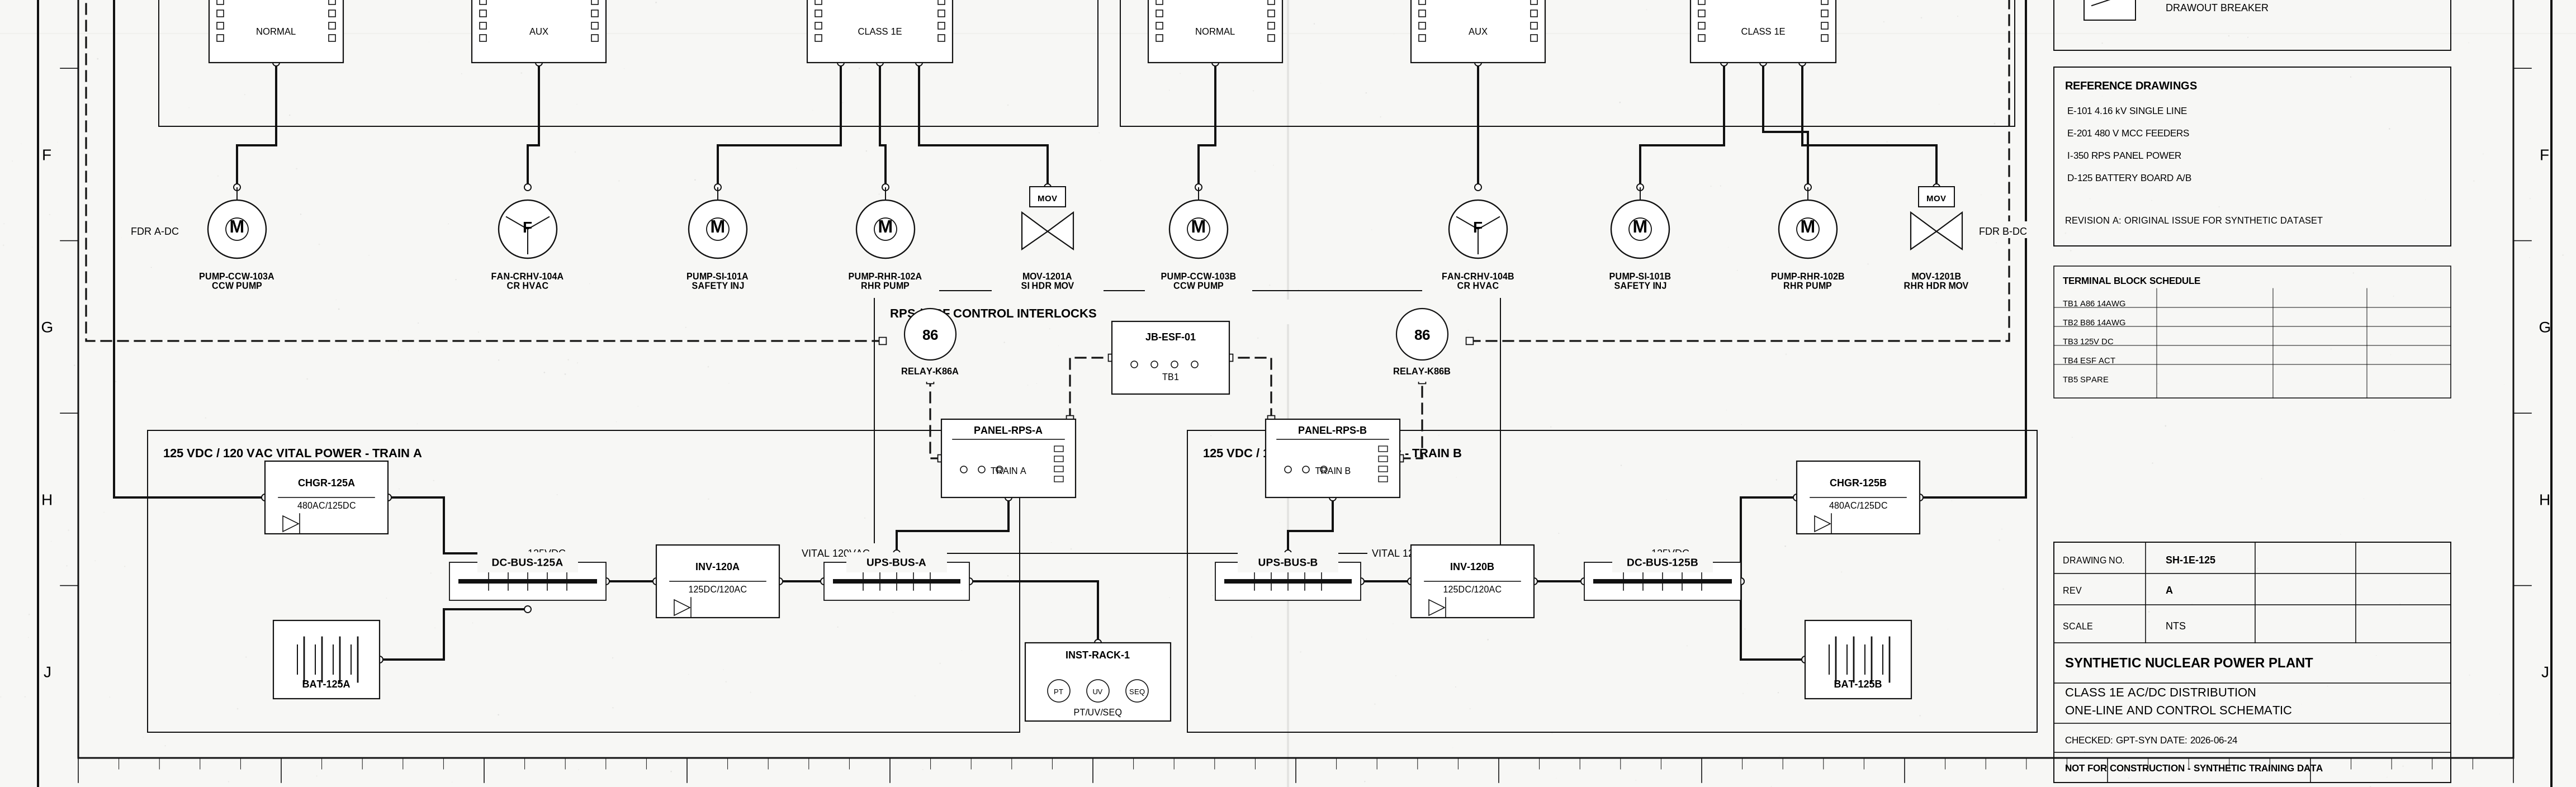 NORMAL
AUX
CLASS 1E
NORMAL
AUX
CLASS 1E
DRAWOUT BREAKER
REFERENCE DRAWINGS
E-101 4.16 kV SINGLE LINE
E-201 480 V MCC FEEDERS
I-350 RPS PANEL POWER
D-125 BATTERY BOARD A/B
REVISION A: ORIGINAL ISSUE FOR SYNTHETIC DATASET
F
F
MOV
MOV
FDR A-DC
M
F
M
M
M
F
M
M
FDR B-DC
PUMP-CCW-103A
CCW PUMP
FAN-CRHV-104A
CR HVAC
PUMP-SI-101A
SAFETY INJ
PUMP-RHR-102A
RHR PUMP
MOV-1201A
SI HDR MOV
PUMP-CCW-103B
CCW PUMP
FAN-CRHV-104B
CR HVAC
PUMP-SI-101B
SAFETY INJ
PUMP-RHR-102B
RHR PUMP
MOV-1201B
RHR HDR MOV
TERMINAL BLOCK SCHEDULE
TB1 A86 14AWG
TB2 B86 14AWG
TB3 125V DC
TB4 ESF ACT
TB5 SPARE
G
G
RPS CONTROL INTERLOCKS
86
RELAY-K86A
JB-ESF-01
TB1
86
RELAY-K86B
PANEL-RPS-A
TRAIN A
PANEL-RPS-B
TRAIN B
125 VDC / 120 VAC VITAL POWER - TRAIN A
125 VDC / - TRAIN B
H
H
CHGR-125A
480AC/125DC
CHGR-125B
480AC/125DC
125VDC
DC-BUS-125A
INV-120A
125DC/120AC
VITAL 120VAC
UPS-BUS-A
UPS-BUS-B
VITAL
INV-120B
125DC/120AC
125VDC
DC-BUS-125B
J
J
BAT-125A
INST-RACK-1
PT
UV
SEQ
PT/UV/SEQ
BAT-125B
DRAWING NO. SH-1E-125
REV A
SCALE NTS
SYNTHETIC NUCLEAR POWER PLANT
CLASS 1E AC/DC DISTRIBUTION
ONE-LINE AND CONTROL SCHEMATIC
CHECKED: GPT-SYN DATE: 2026-06-24
NOT FOR CONSTRUCTION - SYNTHETIC TRAINING DATA